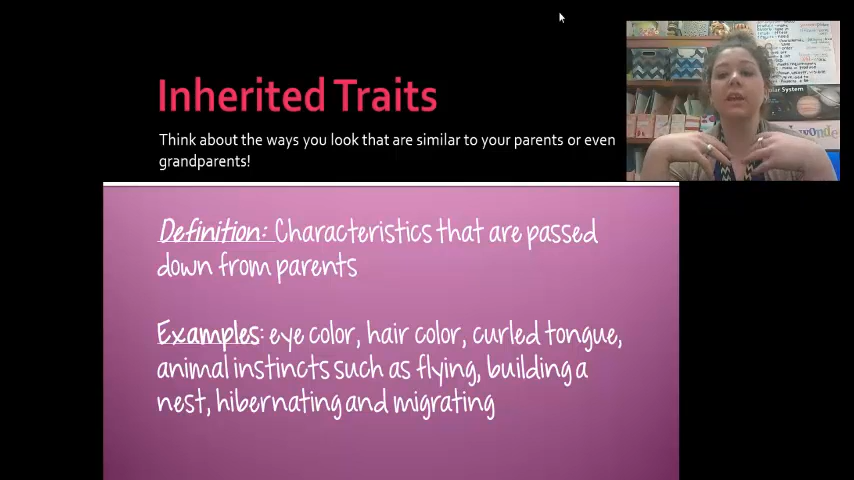 Inherited Traits
Think about the ways you look that are similar to your parents or even
grandparents!
Definition: Characteristics that are passed
down from parents
Examples: eye color, hair color, curled tongue,
animal instincts such as flying, building a
nest, hibernating and migrating